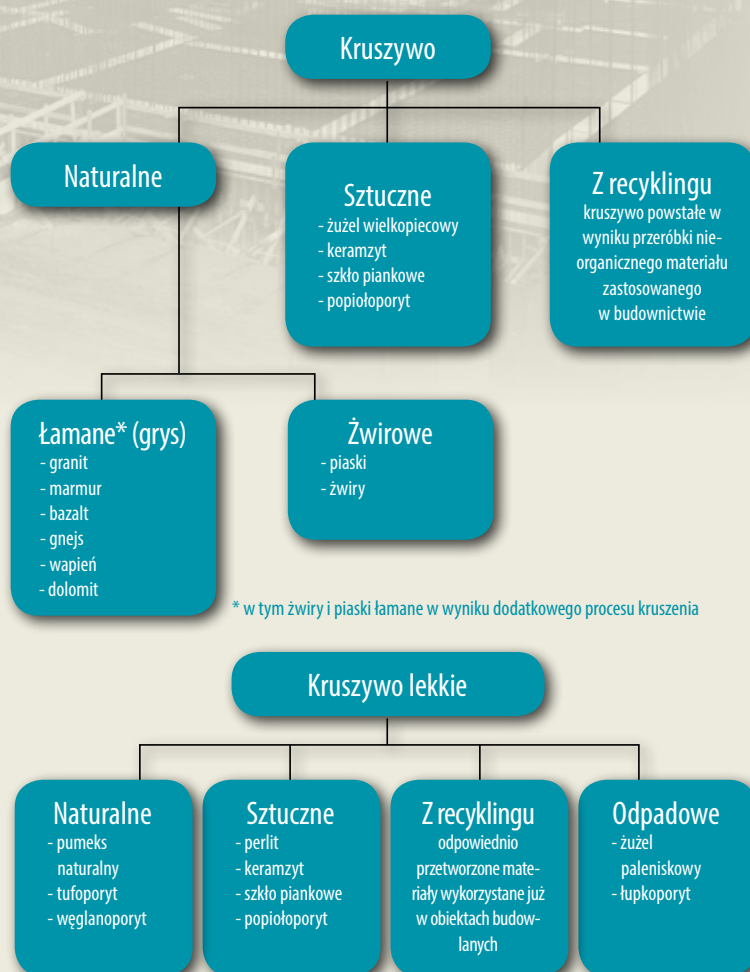 Kruszywo
Naturalne
Sztuczne
- żużel wielkopiecowy
- keramzyt
- szkło piankowe
- popiołoporyt
Z recyklingu
kruszywo powstałe w
wyniku przeróbki nie-
organicznego materiału
zastosowanego
w budownictwie
Łamane* (grys)
- granit
- marmur
- bazalt
- gnejs
- wapień
- dolomit
Żwirowe
- piaski
- żwiry
* w tym żwiry i piaski łamane w wyniku dodatkowego procesu kruszenia
Kruszywo lekkie
Naturalne
- pumeks
naturalny
- tufoporyt
- węglanoporyt
Sztuczne
- perlit
- keramzyt
- szkło piankowe
- popiołoporyt
Z recyklingu
odpowiednio
przetworzone mate-
riały wykorzystane już
w obiektach budow-
lanych
Odpadowe
- żużel
paleniskowy
- łupkoporyt